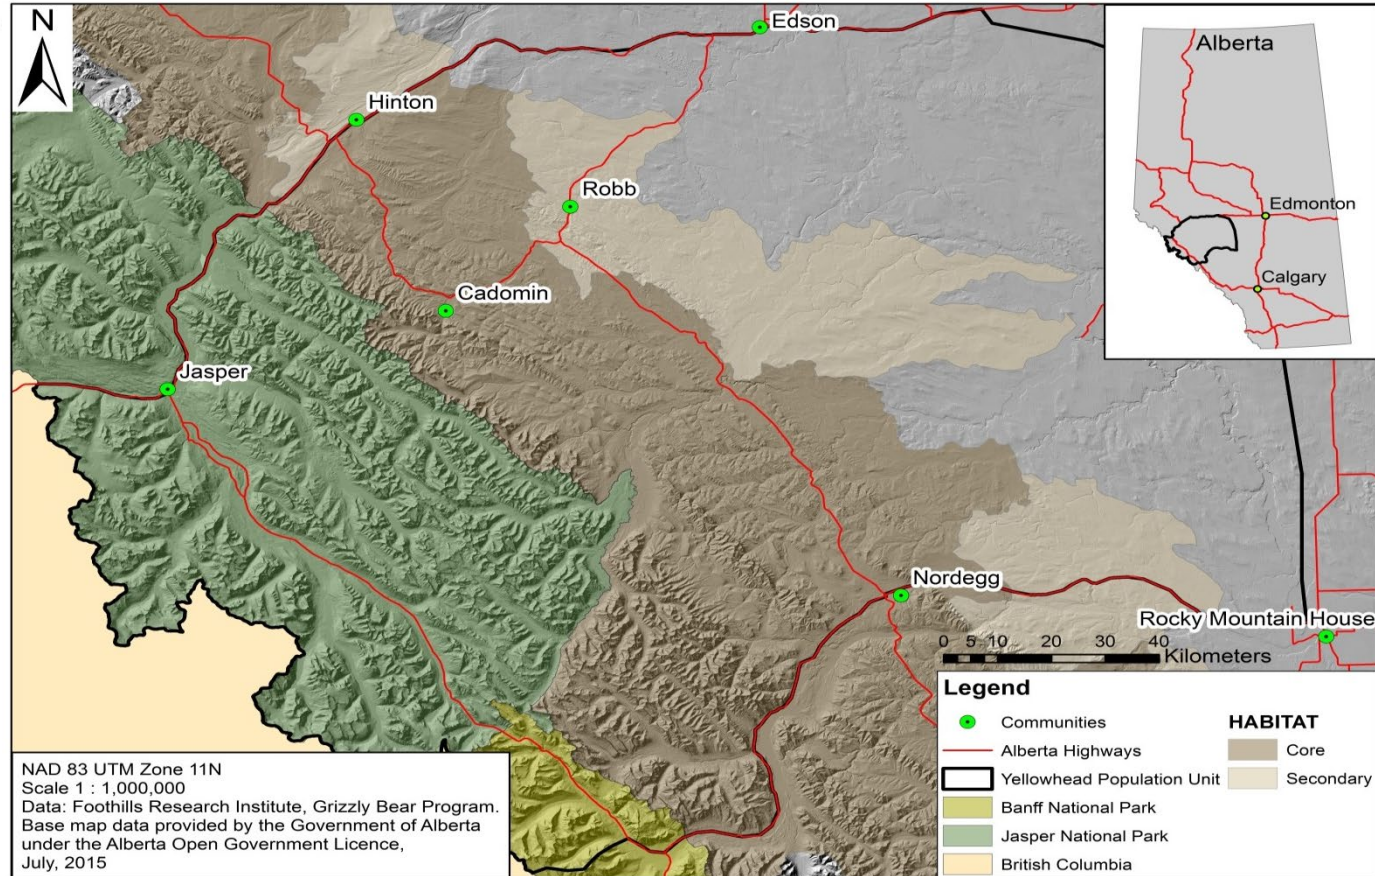 N
Edson
Hinton
Robb
Cadomin
Jasper
Nordegg
Rocky Mountain House
Alberta
Edmonton
Calgary
0 5 10 20 30 40
Kilometers
Legend
Communities
Alberta Highways
Yellowhead Population Unit
Banff National Park
Jasper National Park
British Columbia
HABITAT
Core
Secondary
NAD 83 UTM Zone 11N
Scale 1 : 1,000,000
Data: Foothills Research Institute, Grizzly Bear Program.
Base map data provided by the Government of Alberta
under the Alberta Open Government Licence,
July, 2015